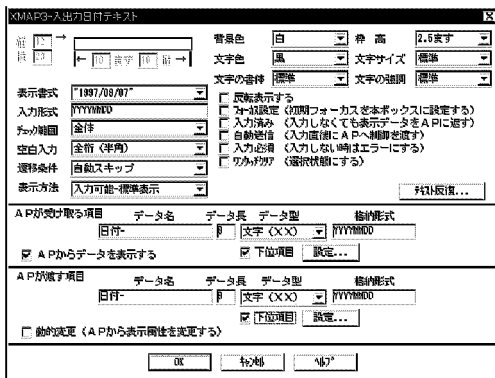 XMAP3-入出力日付テキスト
背景色 白 枠 高 2.5ます
文字色 黒 文字サイズ 標準
文字の書体 標準 文字の強調 標準
縦 横
← 10 文字 10 桁 →
表示書式 "1997/08/07" 反転表示する
入力形式 YYYYMMDD フォーカス設定 (初期フォーカスを本ボックスに設定する)
チェック範囲 全体 入力済み (入力しなくても表示データをAPに返す)
空白入力 全桁 (半角) 自動送信 (入力直後にAPへ制御を渡す)
遷移条件 自動スキップ 入力必須 (入力しない時はエラーにする)
表示方法 入力可能-標準表示 ワンタッチクリア (選択状態にする)
テキスト反復...
APが受け取る項目 データ名 データ長 データ型 格納形式
日付- 8 文字 (XX) YYYYMMDD
APからデータを表示する 下位項目 設定...
APが渡す項目 データ名 データ長 データ型 格納形式
日付- 8 文字 (XX) YYYYMMDD
下位項目 設定...
動的変更 (APから表示属性を変更する)
OK キャンセル ヘルプ